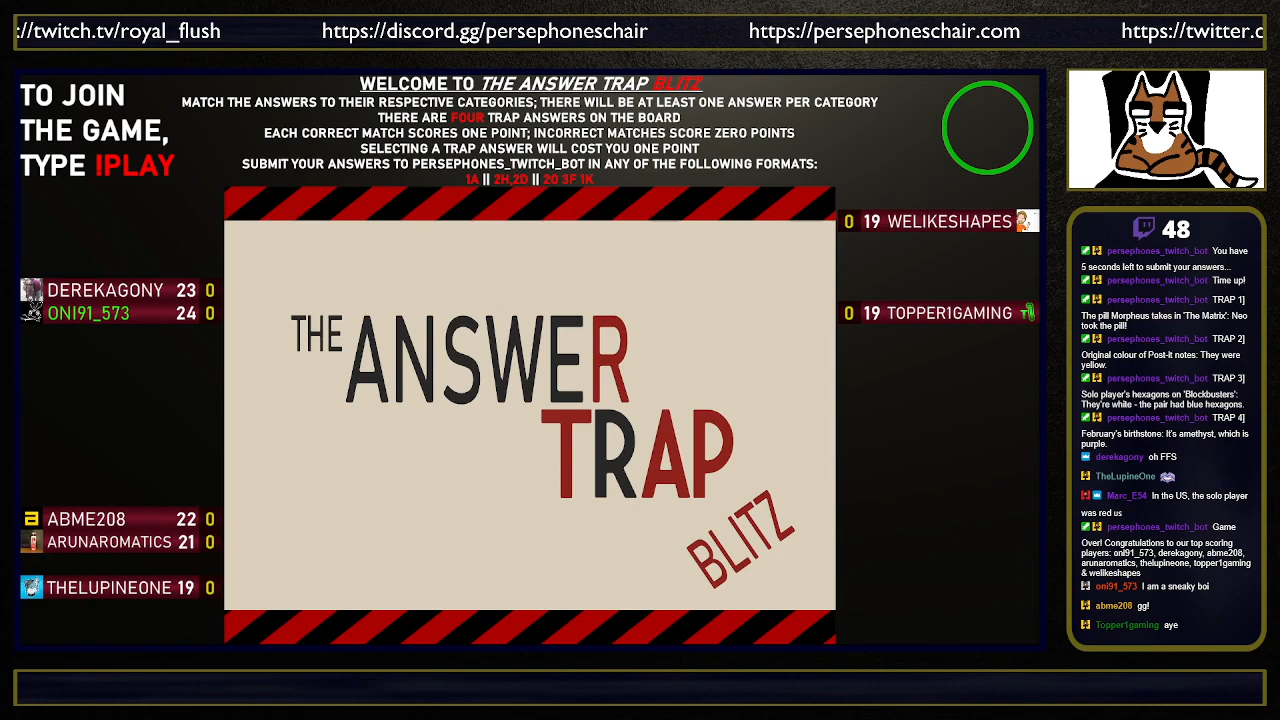 ://twitch.tv/royal_flush
https://discord.gg/persephoneschair
https://persephoneschair.com
https://twitter.c
TO JOIN
THE GAME,
TYPE !PLAY
WELCOME TO THE ANSWER TRAP BLITZ
MATCH THE ANSWERS TO THEIR RESPECTIVE CATEGORIES; THERE WILL BE AT LEAST ONE ANSWER PER CATEGORY
THERE ARE FOUR TRAP ANSWERS ON THE BOARD
EACH CORRECT MATCH SCORES ONE POINT; INCORRECT MATCHES SCORE ZERO POINTS
SELECTING A TRAP ANSWER WILL COST YOU ONE POINT
SUBMIT YOUR ANSWERS TO PERSEPHONES_TWITCH_BOT IN ANY OF THE FOLLOWING FORMATS:
1A || 2H,2D || 2O 3F 1K
DEREKAGONY 23 0
ONI91_573 24 0
ABME208 22 0
ARUNAROMATICS 21 0
THELUPINEONE 19 0
THE ANSWER
TRAP
BLITZ
0 19 WELIKESHAPES
0 19 TOPPER1GAMING
48
persephones_twitch_bot You have
5 seconds left to submit your answers...
persephones_twitch_bot Time up!
persephones_twitch_bot TRAP 1]
The pill Morpheus takes in 'The Matrix': Neo
took the pill!
persephones_twitch_bot TRAP 2]
Original colour of Post-It notes: They were
yellow.
persephones_twitch_bot TRAP 3]
Solo player's hexagons on 'Blockbusters':
They're white - the pair had blue hexagons.
persephones_twitch_bot TRAP 4]
February's birthstone: It's amethyst, which is
purple.
derekagony oh FFS
TheLupineOne
Marc_E54 In the US, the solo player
was red us
persephones_twitch_bot Game
Over! Congratulations to our top scoring
players: oni91_573, derekagony, abme208,
arunaromatics, thelupineone, topper1gaming
& welikeshapes
oni91_573 I am a sneaky boi
abme208 gg!
Topper1gaming aye